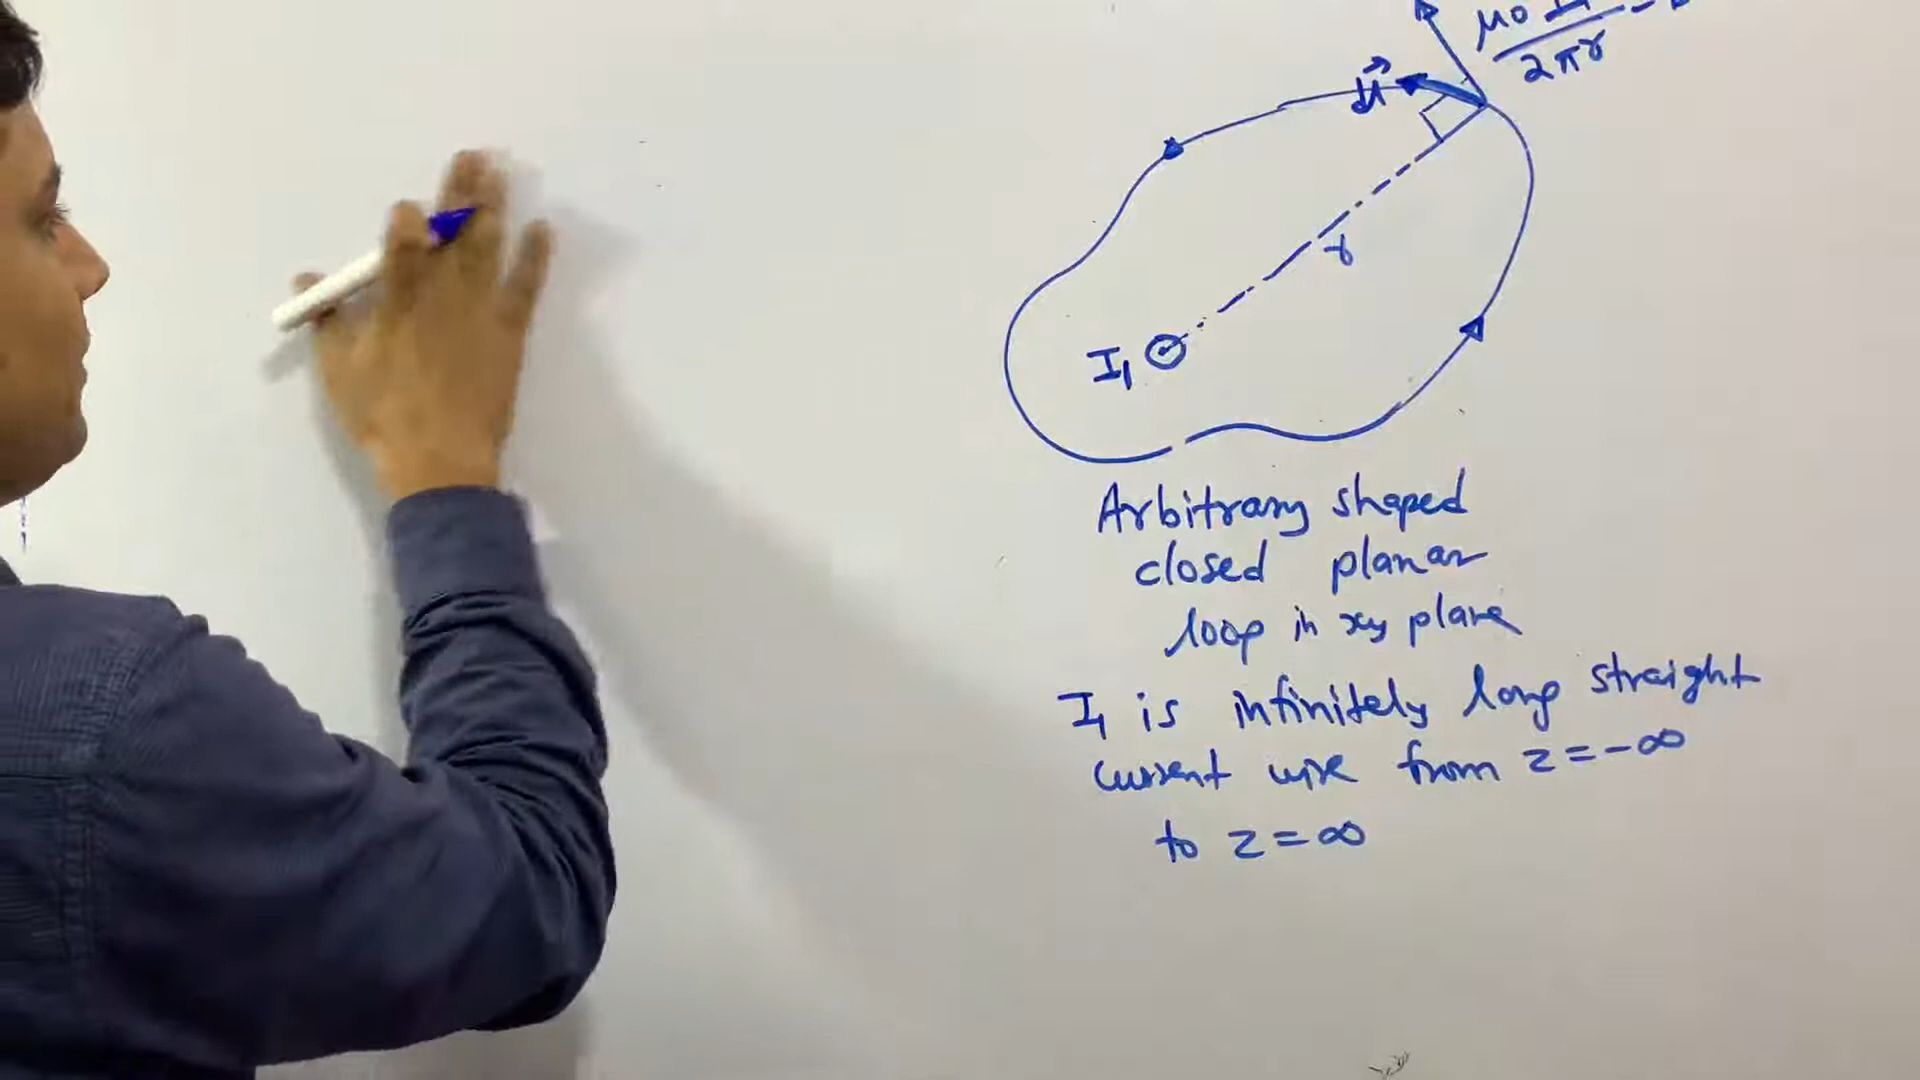 μ0 I1
2πr
dl
r
I1
Arbitrary shaped
closed planar
loop in xy plane
I1 is infinitely long straight
current wire from z=-∞
to z=∞